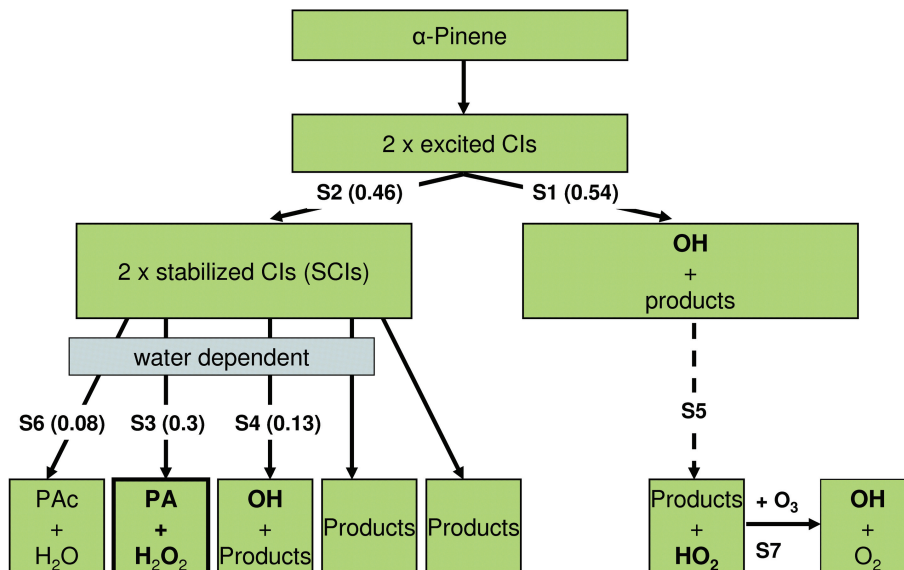 α-Pinene
2 x excited CIs
S2 (0.46)
S1 (0.54)
2 x stabilized CIs (SCIs)
OH
+
products
water dependent
S6 (0.08)
S3 (0.3)
S4 (0.13)
S5
PAc
+
H₂O
PA
+
H₂O₂
OH
+
Products
Products
Products
Products
+
HO₂
+ O₃
S7
OH
+
O₂